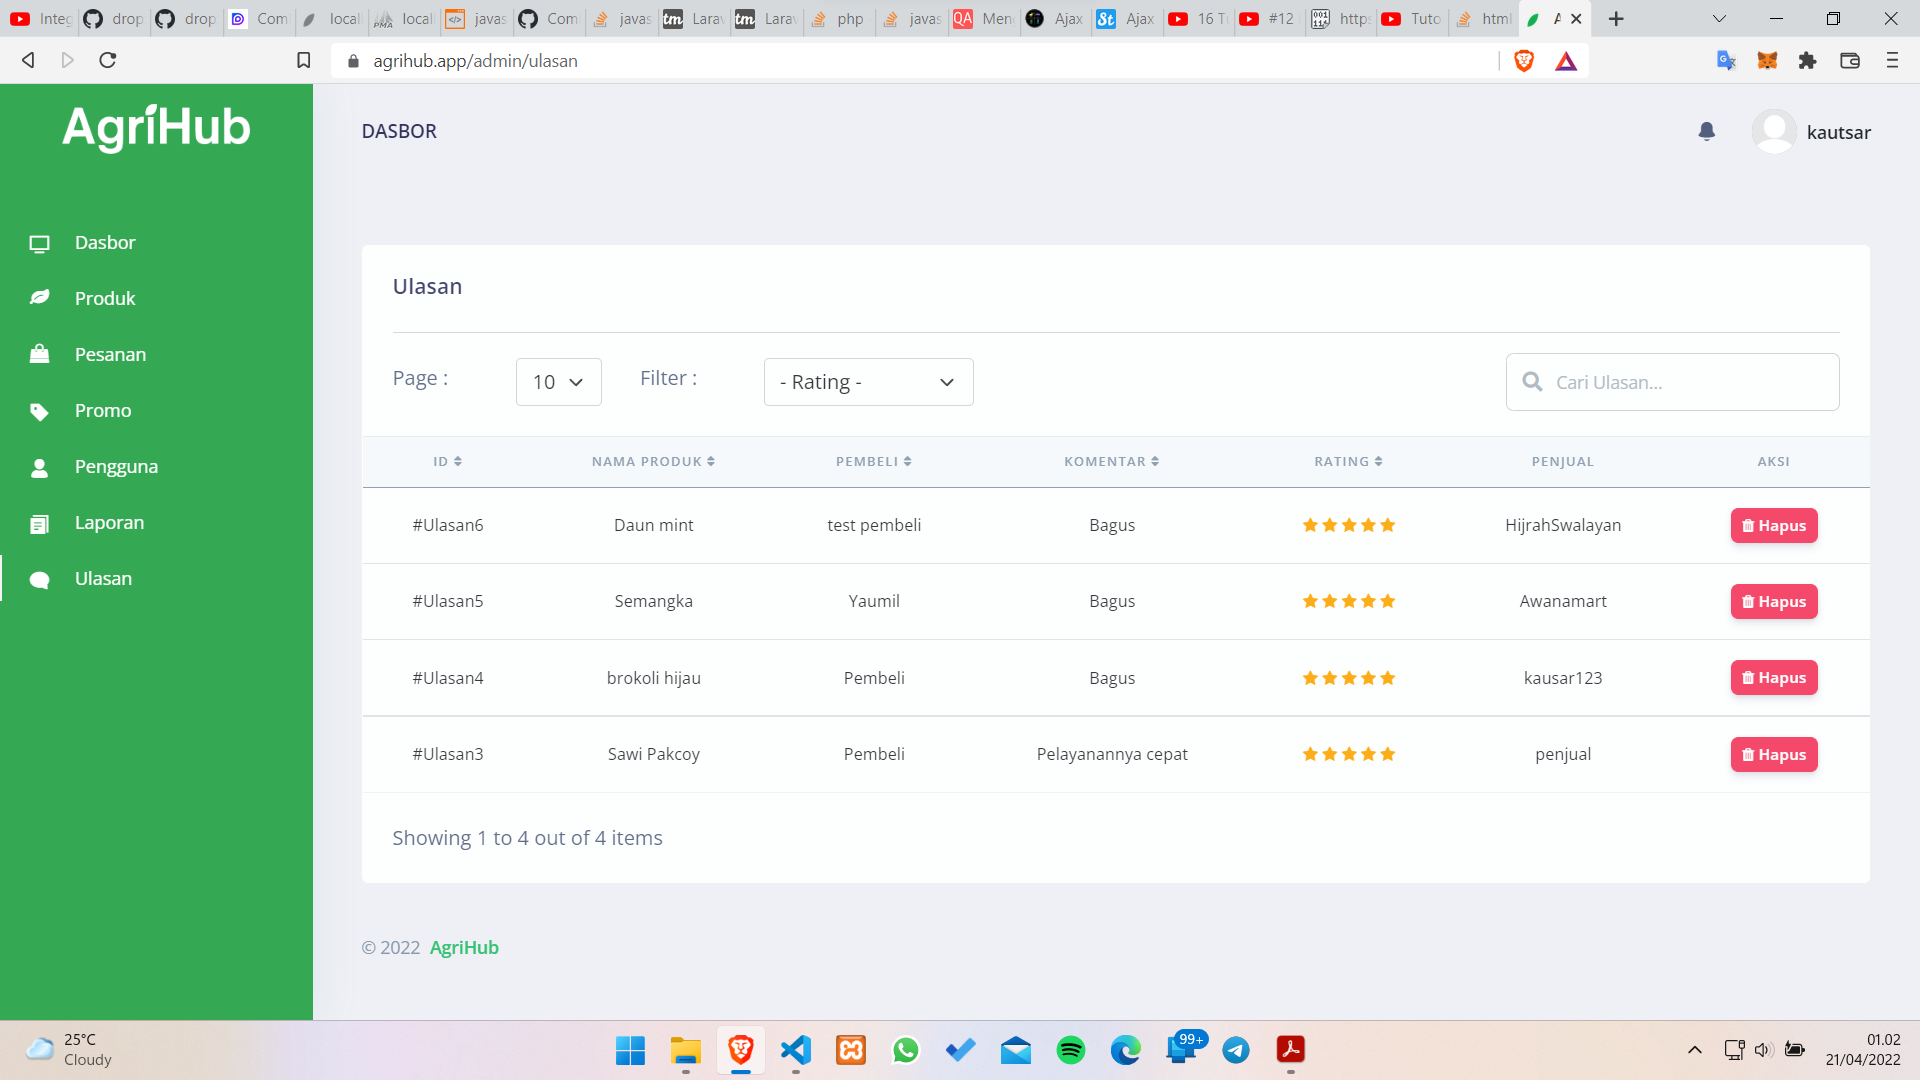 Integ
drop
drop
Com
local
local
javas
Com
javas
Lara
Lara
php
javas
Men
Ajax
Ajax
16 T
#12
https
Tuto
html
agrihub.app/admin/ulasan
AgriHub
DASBOR
kautsar
Dasbor
Produk
Pesanan
Promo
Pengguna
Laporan
Ulasan
Ulasan
Page :
10
Filter :
- Rating -
Cari Ulasan...
ID NAMA PRODUK PEMBELI KOMENTAR RATING PENJUAL AKSI
#Ulasan6 Daun mint test pembeli Bagus HijrahSwalayan Hapus
#Ulasan5 Semangka Yaumil Bagus Awanamart Hapus
#Ulasan4 brokoli hijau Pembeli Bagus kausar123 Hapus
#Ulasan3 Sawi Pakcoy Pembeli Pelayanannya cepat penjual Hapus
Showing 1 to 4 out of 4 items
© 2022 AgriHub
25°C
Cloudy
99+
01.02
21/04/2022